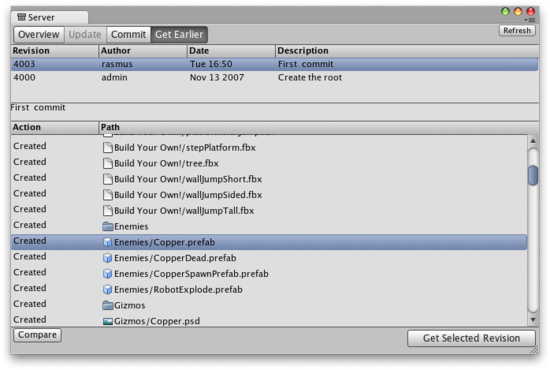 Server
Overview Update Commit Get Earlier Refresh
Revision Author Date Description
4003 rasmus Tue 16:50 First commit
4000 admin Nov 13 2007 Create the root
First commit
Action Path
Created Build Your Own!/stepPlatform.fbx
Created Build Your Own!/tree.fbx
Created Build Your Own!/wallJumpShort.fbx
Created Build Your Own!/wallJumpSided.fbx
Created Build Your Own!/wallJumpTall.fbx
Created Enemies
Created Enemies/Copper.prefab
Created Enemies/CopperDead.prefab
Created Enemies/CopperSpawnPrefab.prefab
Created Enemies/RobotExplode.prefab
Created Gizmos
Created Gizmos/Copper.psd
Compare Get Selected Revision